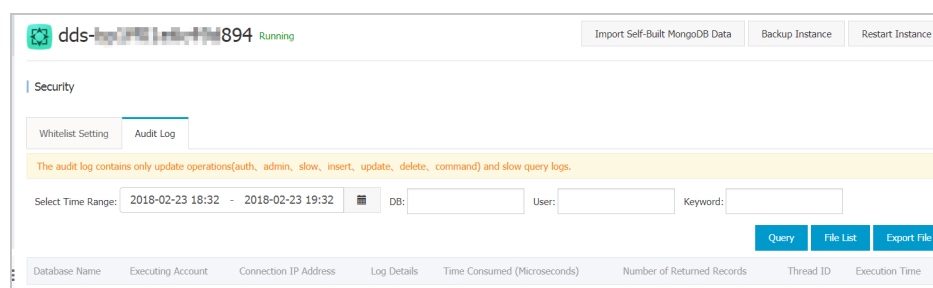 dds- 894 Running
Import Self-Built MongoDB Data Backup Instance Restart Instance
Security
Whitelist Setting Audit Log
The audit log contains only update operations(auth、admin、slow、insert、update、delete、command) and slow query logs.
Select Time Range: 2018-02-23 18:32 - 2018-02-23 19:32 DB: User: Keyword:
Query File List Export File
Database Name Executing Account Connection IP Address Log Details Time Consumed (Microseconds) Number of Returned Records Thread ID Execution Time